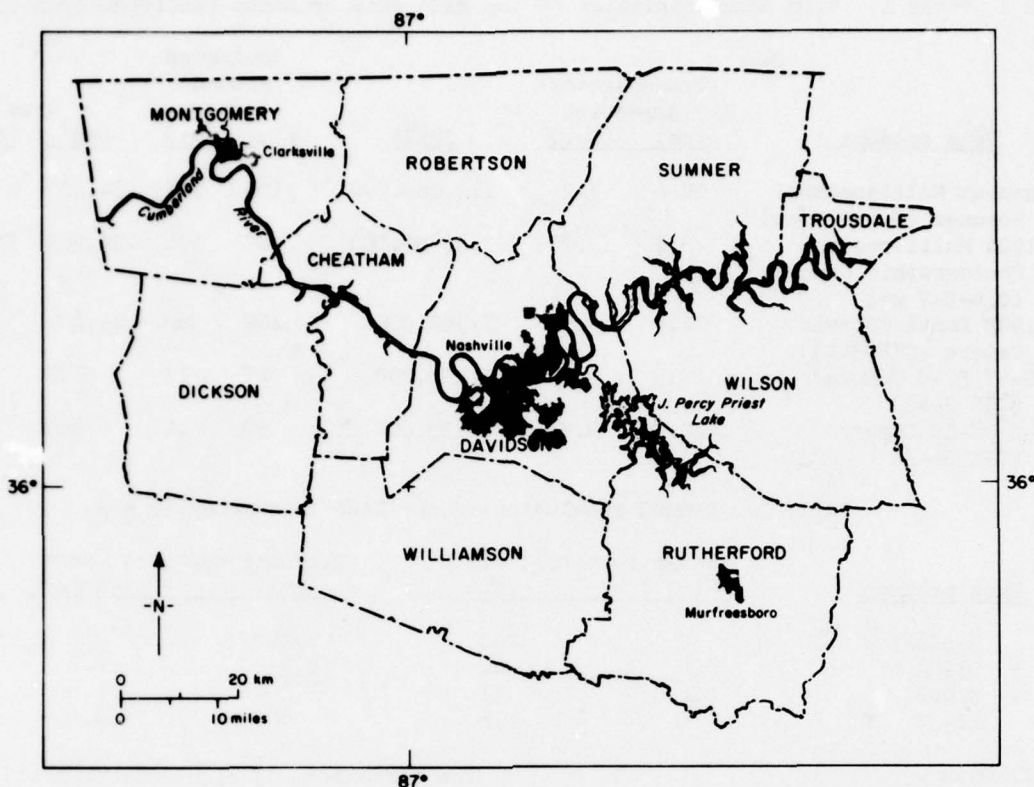 87°
MONTGOMERY
Clarksville
Cumberland
River
ROBERTSON
SUMNER
TROUSDALE
CHEATHAM
Nashville
DICKSON
WILSON
J. Percy Priest
Lake
DAVIDSON
36°
36°
WILLIAMSON
RUTHERFORD
Murfreesboro
-N-
0 20 km
0 10 miles
87°